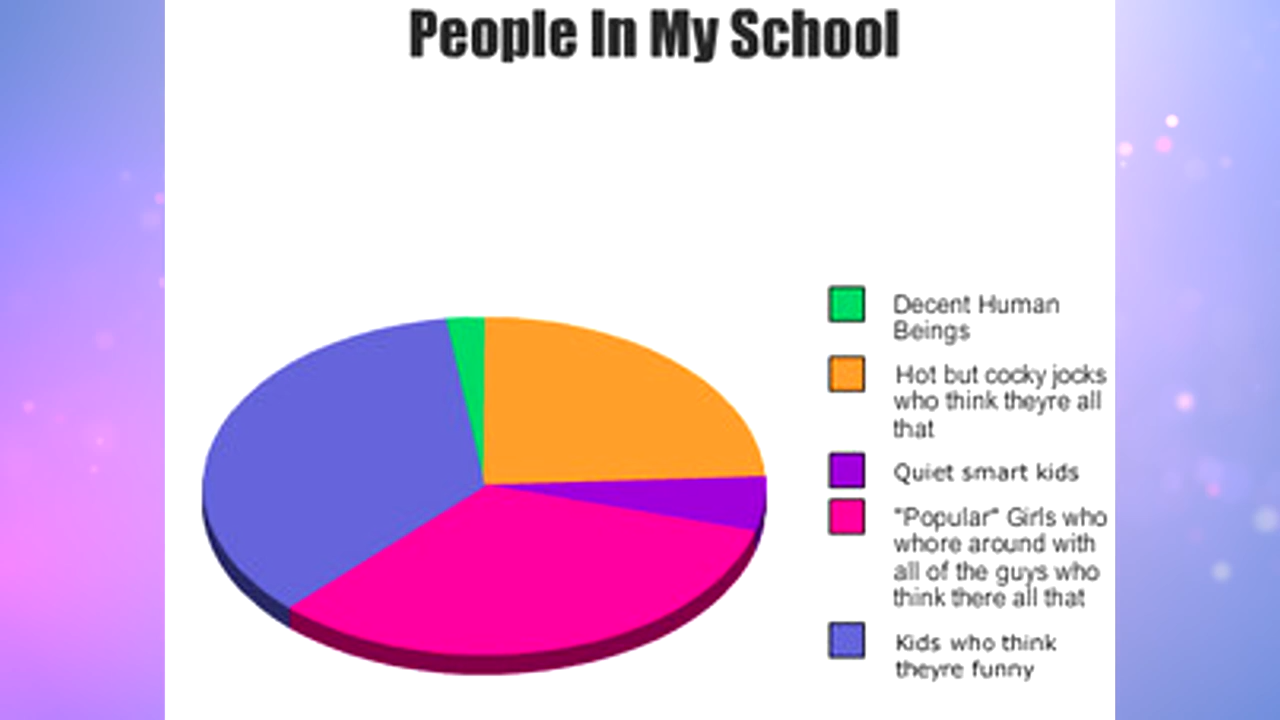 People In My School
Decent Human
Beings
Hot but cocky jocks
who think theyre all
that
Quiet smart kids
"Popular" Girls who
whore around with
all of the guys who
think there all that
Kids who think
theyre funny